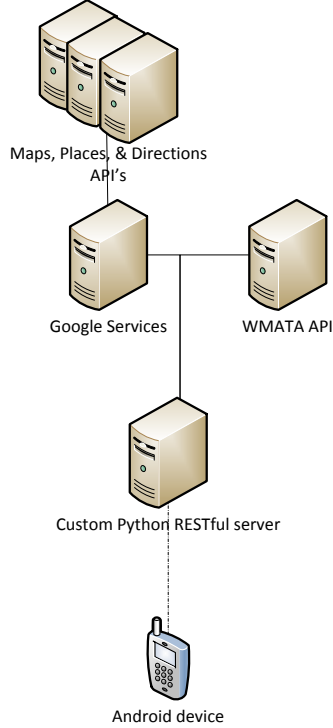 Maps, Places, & Directions
API's
Google Services
WMATA API
Custom Python RESTful server
Android device